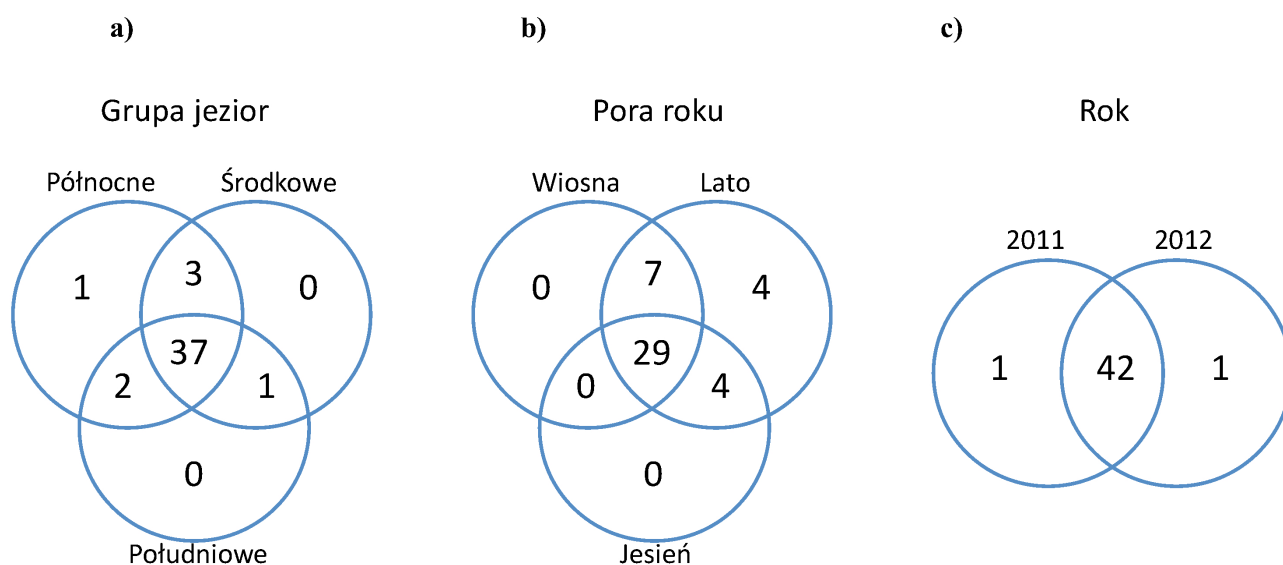 a)
Grupa jezior
Północne
Środkowe
1
3
0
37
2
1
0
Południowe
b)
Pora roku
Wiosna
Lato
0
7
4
29
0
4
0
Jesień
c)
Rok
2011
2012
1
42
1